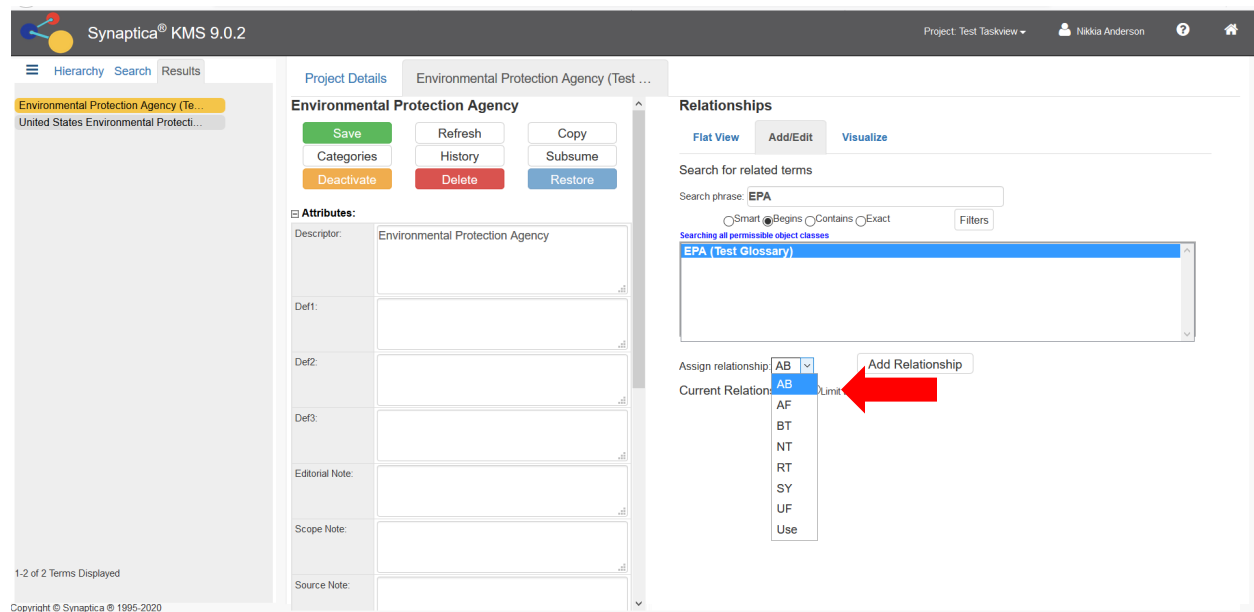 Synaptica® KMS 9.0.2
Project: Test Taskview
Nikkia Anderson
?
Hierarchy Search Results
Environmental Protection Agency (Te...
United States Environmental Protecti...
1-2 of 2 Terms Displayed
Copyright © Synaptica ® 1995-2020
Project Details
Environmental Protection Agency (Test ...
Environmental Protection Agency
Save Refresh Copy
Categories History Subsume
Deactivate Delete Restore
Attributes:
Descriptor: Environmental Protection Agency
Def1:
Def2:
Def3:
Editorial Note:
Scope Note:
Source Note:
Relationships
Flat View Add/Edit Visualize
Search for related terms
Search phrase: EPA
Smart Begins Contains Exact Filters
Searching all permissible object classes
EPA (Test Glossary)
Assign relationship: AB Add Relationship
Current Relations Limit
AB
AF
BT
NT
RT
SY
UF
Use